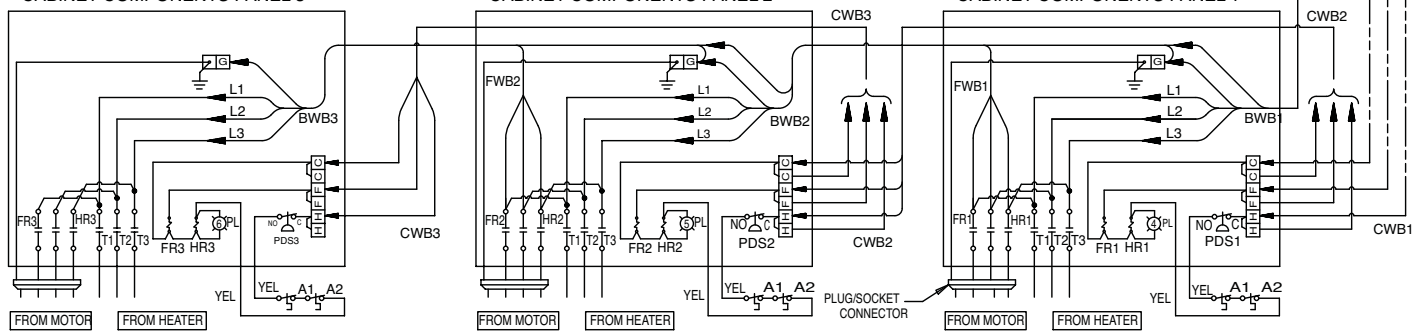 CABINET COMPONENTS PANEL 3
CABINET COMPONENTS PANEL 2
CABINET COMPONENTS PANEL 1
G
L1
L2
L3
BWB3
C
C
F
F
H
H
FR3
HR3
T1
T2
T3
FR3
HR3
6
PL
NO
C
PDS3
YEL
YEL
A1
A2
FROM MOTOR
FROM HEATER
CWB3
CWB3
FWB2
G
L1
L2
L3
BWB2
C
C
F
F
H
H
FR2
HR2
T1
T2
T3
FR2
HR2
5
PL
NO
C
PDS2
CWB2
YEL
YEL
A1
A2
FROM MOTOR
FROM HEATER
FWB1
G
L1
L2
L3
BWB1
CWB2
C
C
F
F
H
H
FR1
HR1
T1
T2
T3
FR1
HR1
4
PL
NO
C
PDS1
CWB1
YEL
YEL
A1
A2
PLUG/SOCKET
CONNECTOR
FROM MOTOR
FROM HEATER